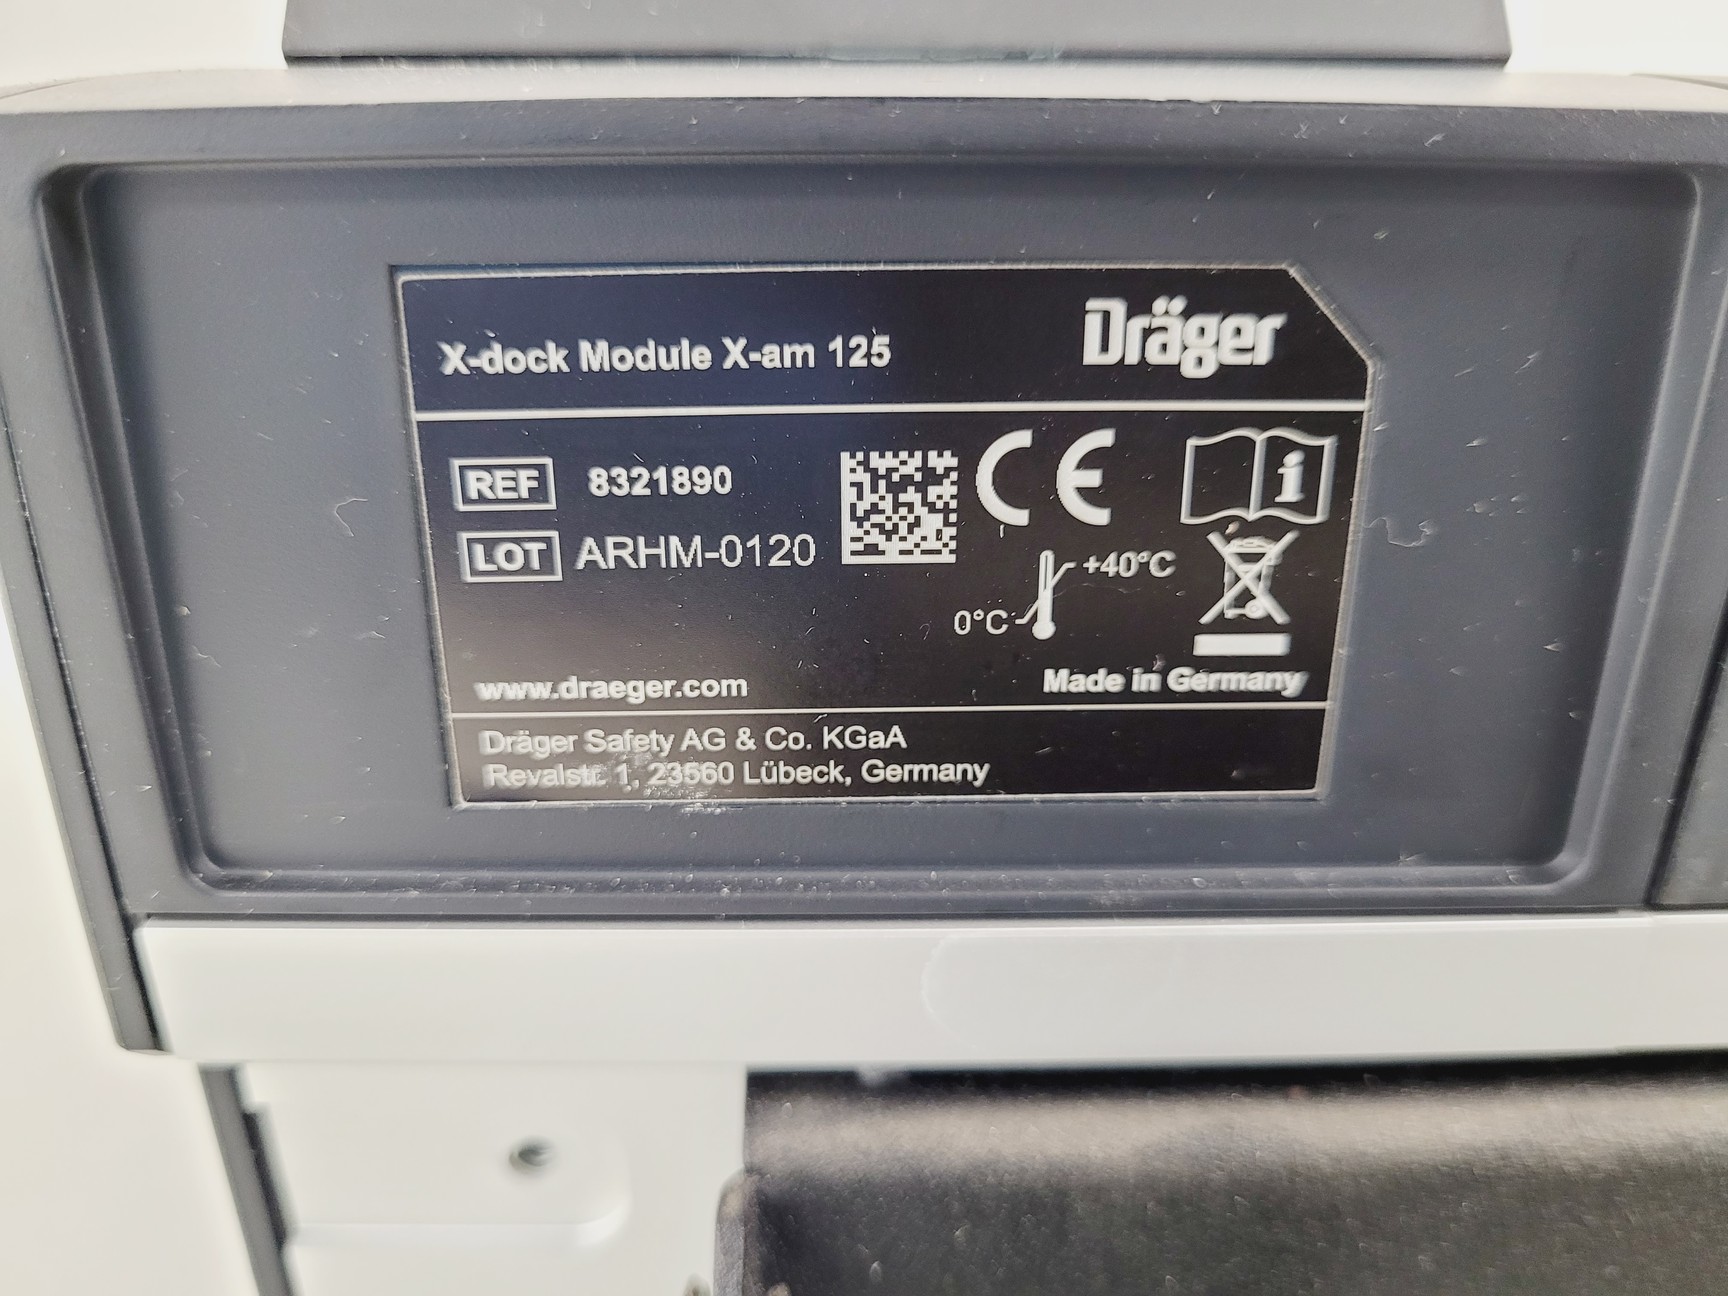 X-dock Module X-am 125
Dräger
REF 8321890
LOT ARHM-0120
CE
i
+40°C
0°C
www.draeger.com
Made in Germany
Dräger Safety AG & Co. KGaA
Revalstr. 1, 23560 Lübeck, Germany